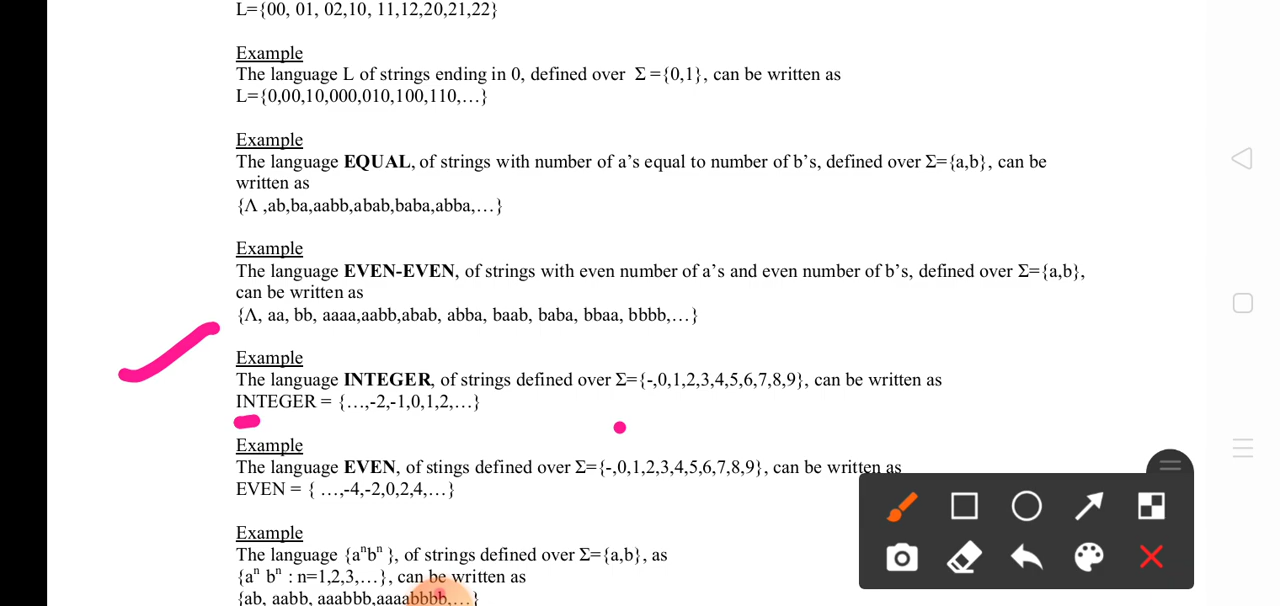 L={00, 01, 02,10, 11,12,20,21,22}
Example
The language L of strings ending in 0, defined over Σ ={0,1}, can be written as
L={0,00,10,000,010,100,110,…}
Example
The language EQUAL, of strings with number of a’s equal to number of b’s, defined over Σ={a,b}, can be
written as
{Λ ,ab,ba,aabb,abab,baba,abba,…}
Example
The language EVEN-EVEN, of strings with even number of a’s and even number of b’s, defined over Σ={a,b},
can be written as
{Λ, aa, bb, aaaa,aabb,abab, abba, baab, baba, bbaa, bbbb,…}
Example
The language INTEGER, of strings defined over Σ={-,0,1,2,3,4,5,6,7,8,9}, can be written as
INTEGER = {…,-2,-1,0,1,2,…}
Example
The language EVEN, of stings defined over Σ={-,0,1,2,3,4,5,6,7,8,9}, can be written as
EVEN = { …,-4,-2,0,2,4,…}
Example
The language {aⁿbⁿ }, of strings defined over Σ={a,b}, as
{aⁿ bⁿ : n=1,2,3,…}, can be written as
{ab, aabb, aaabbb,aaaabbbb,…}